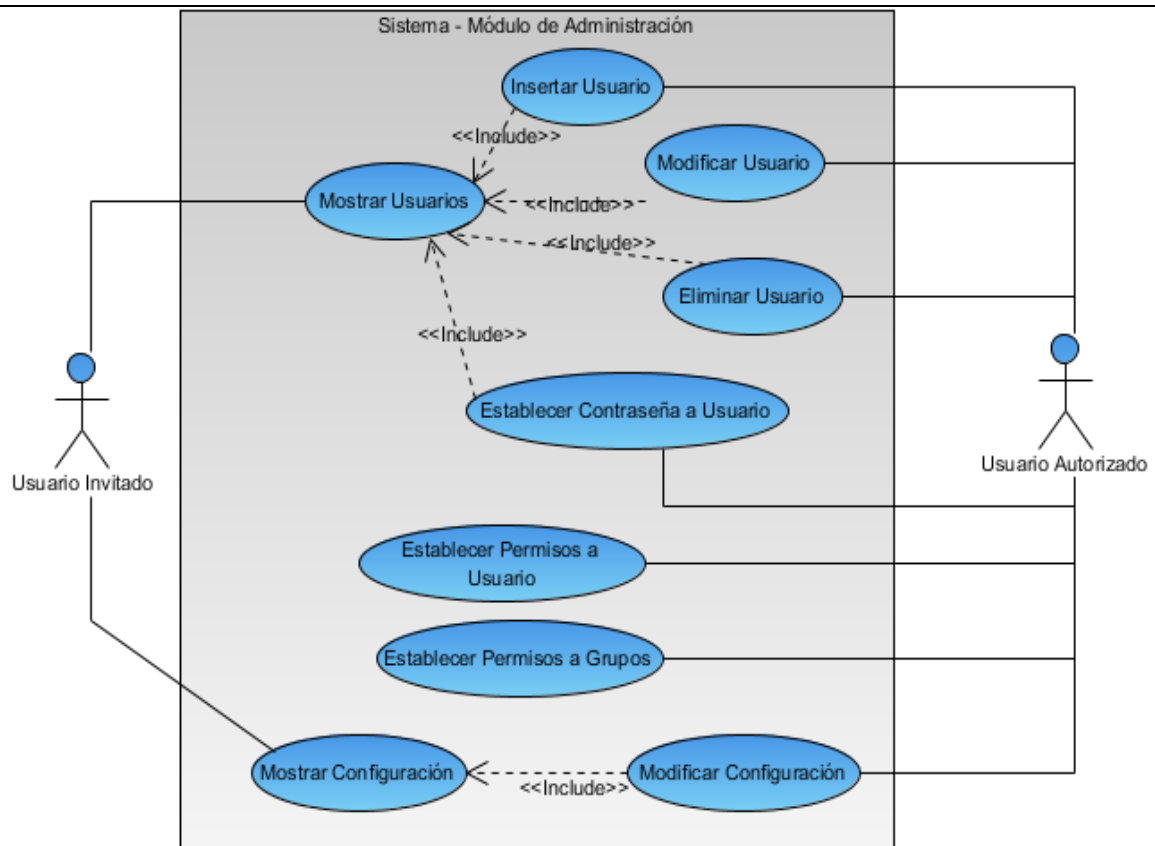 Sistema - Módulo de Administración
Insertar Usuario
<<Include>>
Modificar Usuario
Mostrar Usuarios
<<Include>>
<<Include>>
Eliminar Usuario
<<Include>>
Establecer Contraseña a Usuario
Usuario Invitado
Usuario Autorizado
Establecer Permisos a
Usuario
Establecer Permisos a Grupos
Mostrar Configuración
<<Include>>
Modificar Configuración